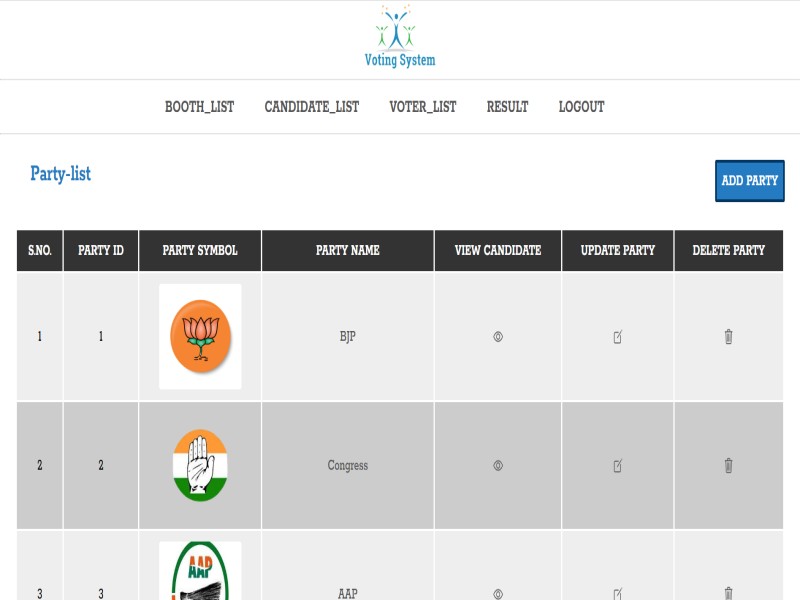 Voting System
BOOTH_LIST CANDIDATE_LIST VOTER_LIST RESULT LOGOUT
Party-list
ADD PARTY
S.NO. PARTY ID PARTY SYMBOL PARTY NAME VIEW CANDIDATE UPDATE PARTY DELETE PARTY
1 1 BJP
2 2 Congress
AAP
3 3 AAP